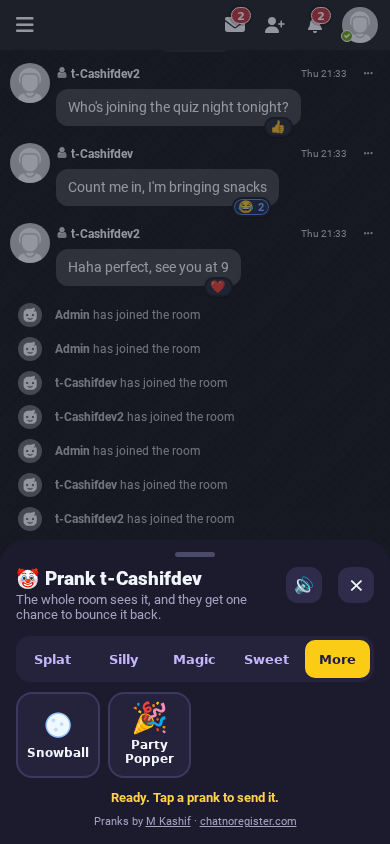 2
2
t-Cashifdev2
Thu 21:33
Who's joining the quiz night tonight?
t-Cashifdev
Thu 21:33
Count me in, I'm bringing snacks
2
t-Cashifdev2
Thu 21:33
Haha perfect, see you at 9
Admin has joined the room
Admin has joined the room
t-Cashifdev has joined the room
t-Cashifdev2 has joined the room
Admin has joined the room
t-Cashifdev has joined the room
t-Cashifdev2 has joined the room
Prank t-Cashifdev
The whole room sees it, and they get one
chance to bounce it back.
Splat
Silly
Magic
Sweet
More
Snowball
Party
Popper
Ready. Tap a prank to send it.
Pranks by M Kashif · chatnoregister.com